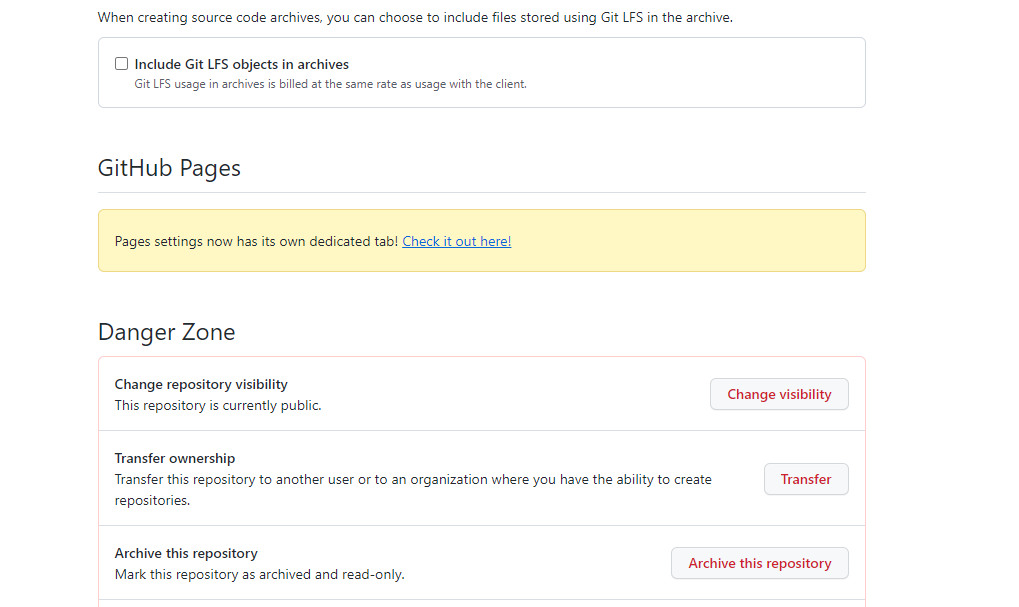 When creating source code archives, you can choose to include files stored using Git LFS in the archive.
Include Git LFS objects in archives
Git LFS usage in archives is billed at the same rate as usage with the client.
GitHub Pages
Pages settings now has its own dedicated tab! Check it out here!
Danger Zone
Change repository visibility
This repository is currently public.
Change visibility
Transfer ownership
Transfer this repository to another user or to an organization where you have the ability to create
repositories.
Transfer
Archive this repository
Mark this repository as archived and read-only.
Archive this repository